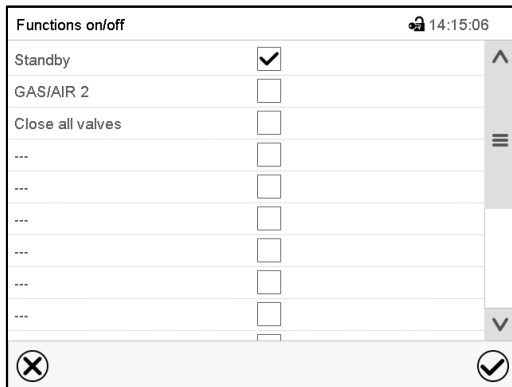 Functions on/off 14:15:06
Standby
GAS/AIR 2
Close all valves
---
---
---
---
---
---